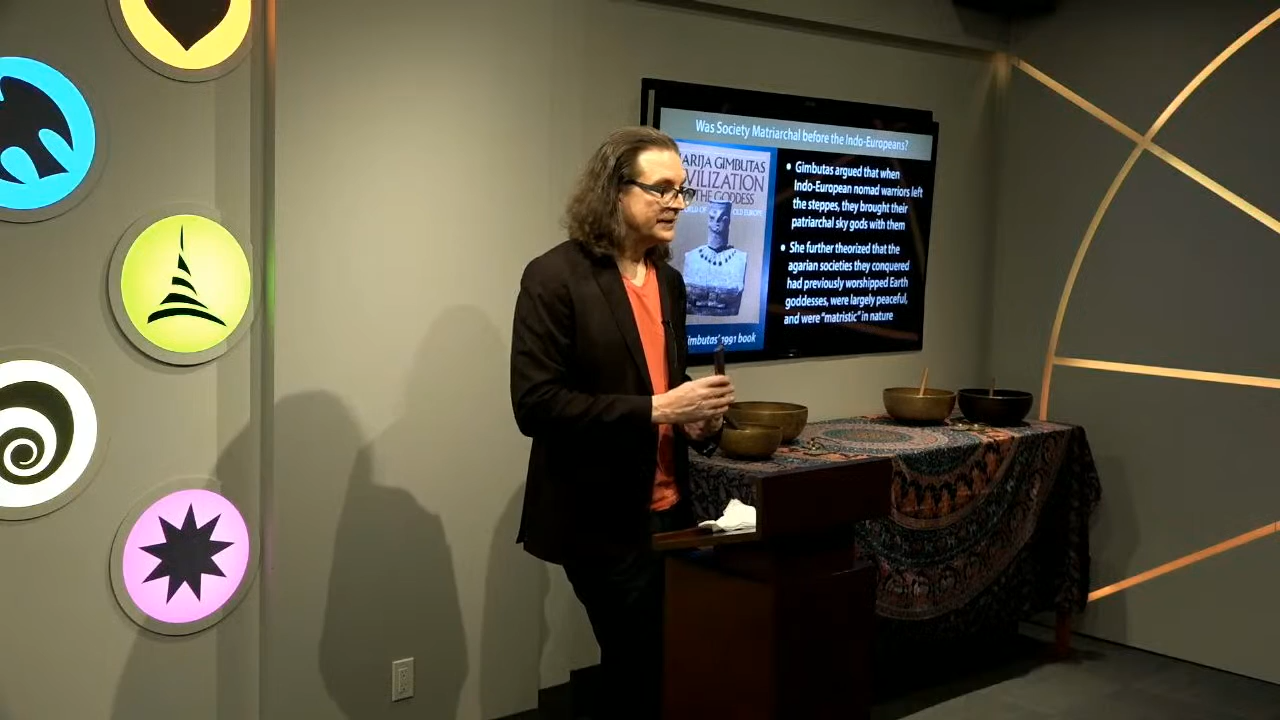 Was Society Matriarchal before the Indo-Europeans?
ARIJA GIMBUTAS
VILIZATION
THE GODDESS
OLD EUROPE
• Gimbutas argued that when
Indo-European nomad warriors left
the steppes, they brought their
patriarchal sky gods with them
• She further theorized that the
agarian societies they conquered
had previously worshipped Earth
goddesses, were largely peaceful,
and were "matristic" in nature
imbutas' 1991 book